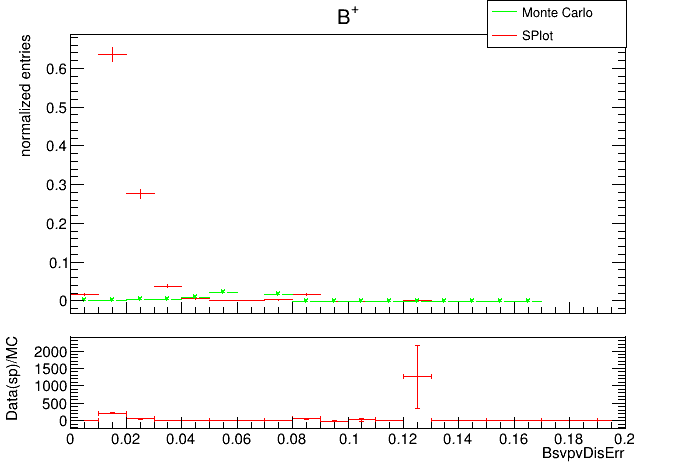 B+
Monte Carlo
SPlot
normalized entries
0.6
0.5
0.4
0.3
0.2
0.1
0
Data(sp)/MC
2000
1500
1000
500
0
0 0.02 0.04 0.06 0.08 0.1 0.12 0.14 0.16 0.18 0.2
BsvpvDisErr